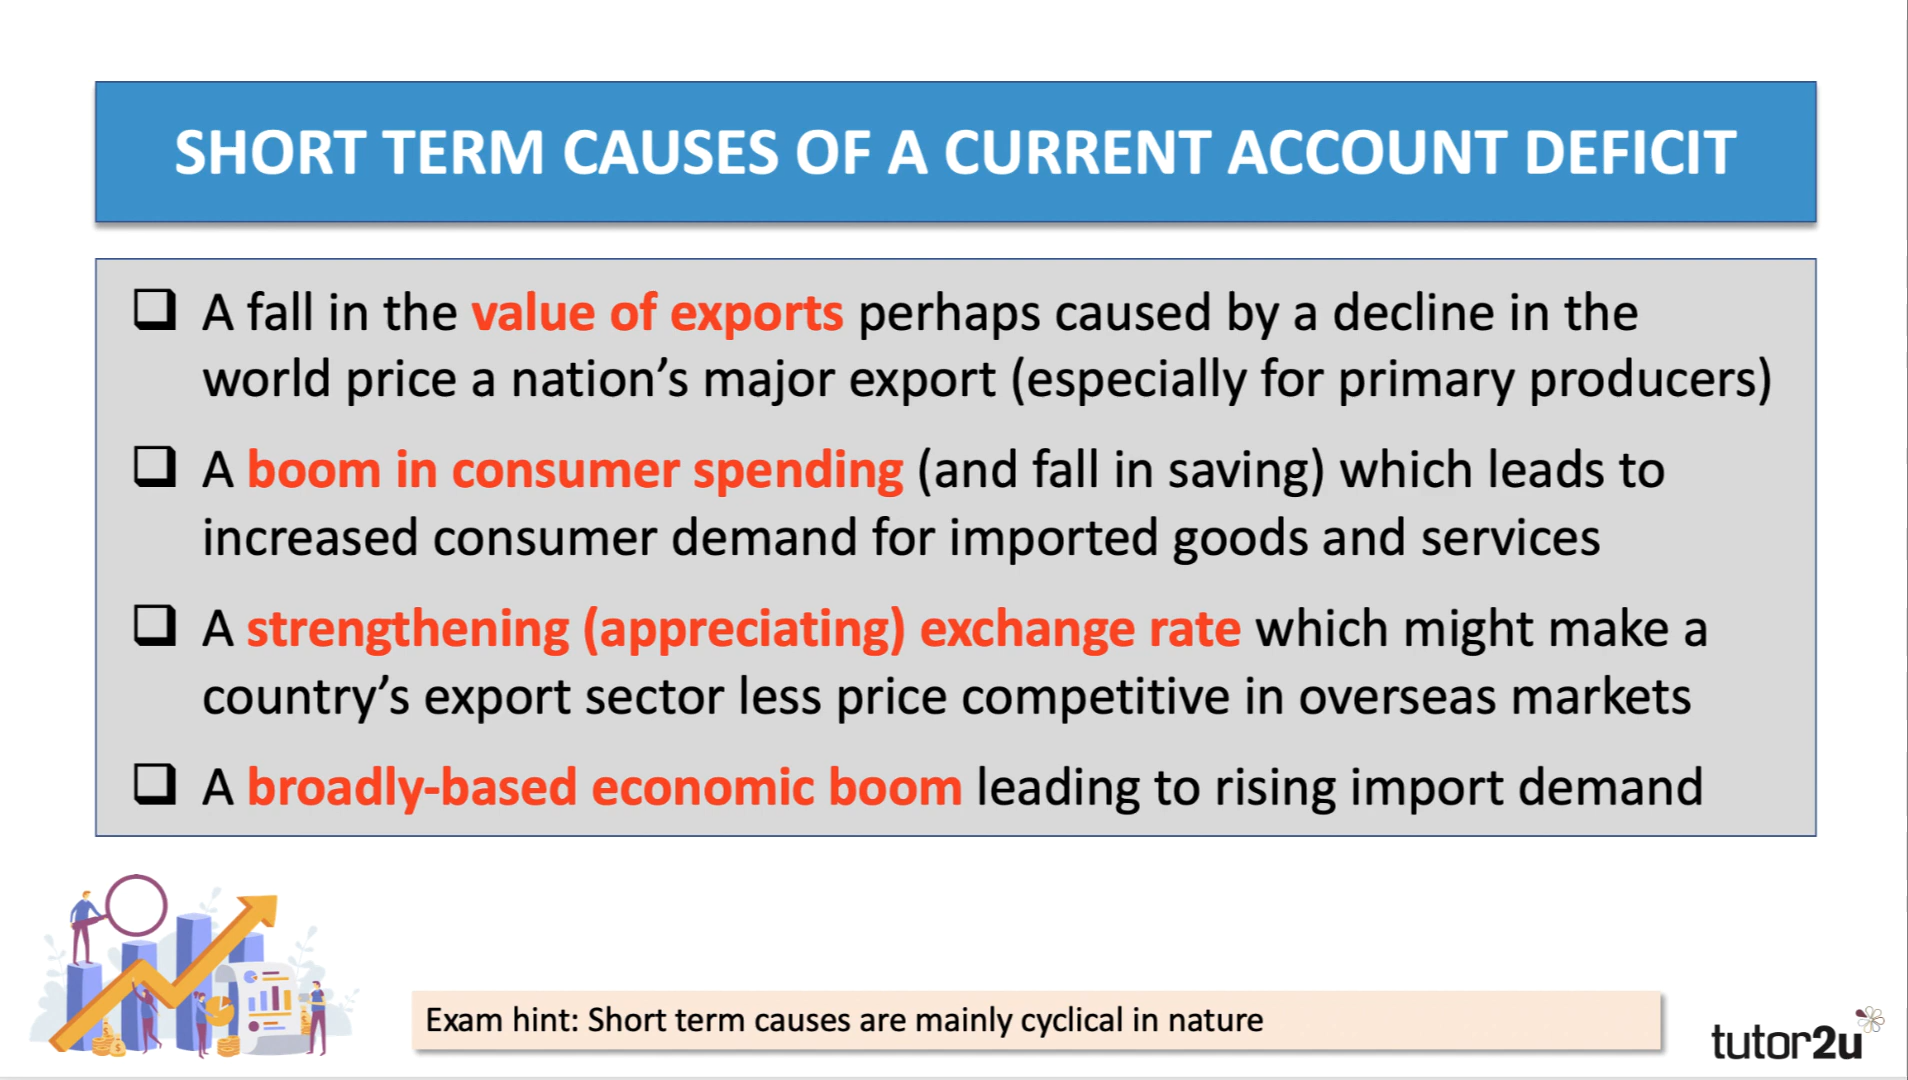 SHORT TERM CAUSES OF A CURRENT ACCOUNT DEFICIT
A fall in the value of exports perhaps caused by a decline in the
world price a nation’s major export (especially for primary producers)
A boom in consumer spending (and fall in saving) which leads to
increased consumer demand for imported goods and services
A strengthening (appreciating) exchange rate which might make a
country’s export sector less price competitive in overseas markets
A broadly-based economic boom leading to rising import demand
Exam hint: Short term causes are mainly cyclical in nature
tutor2u